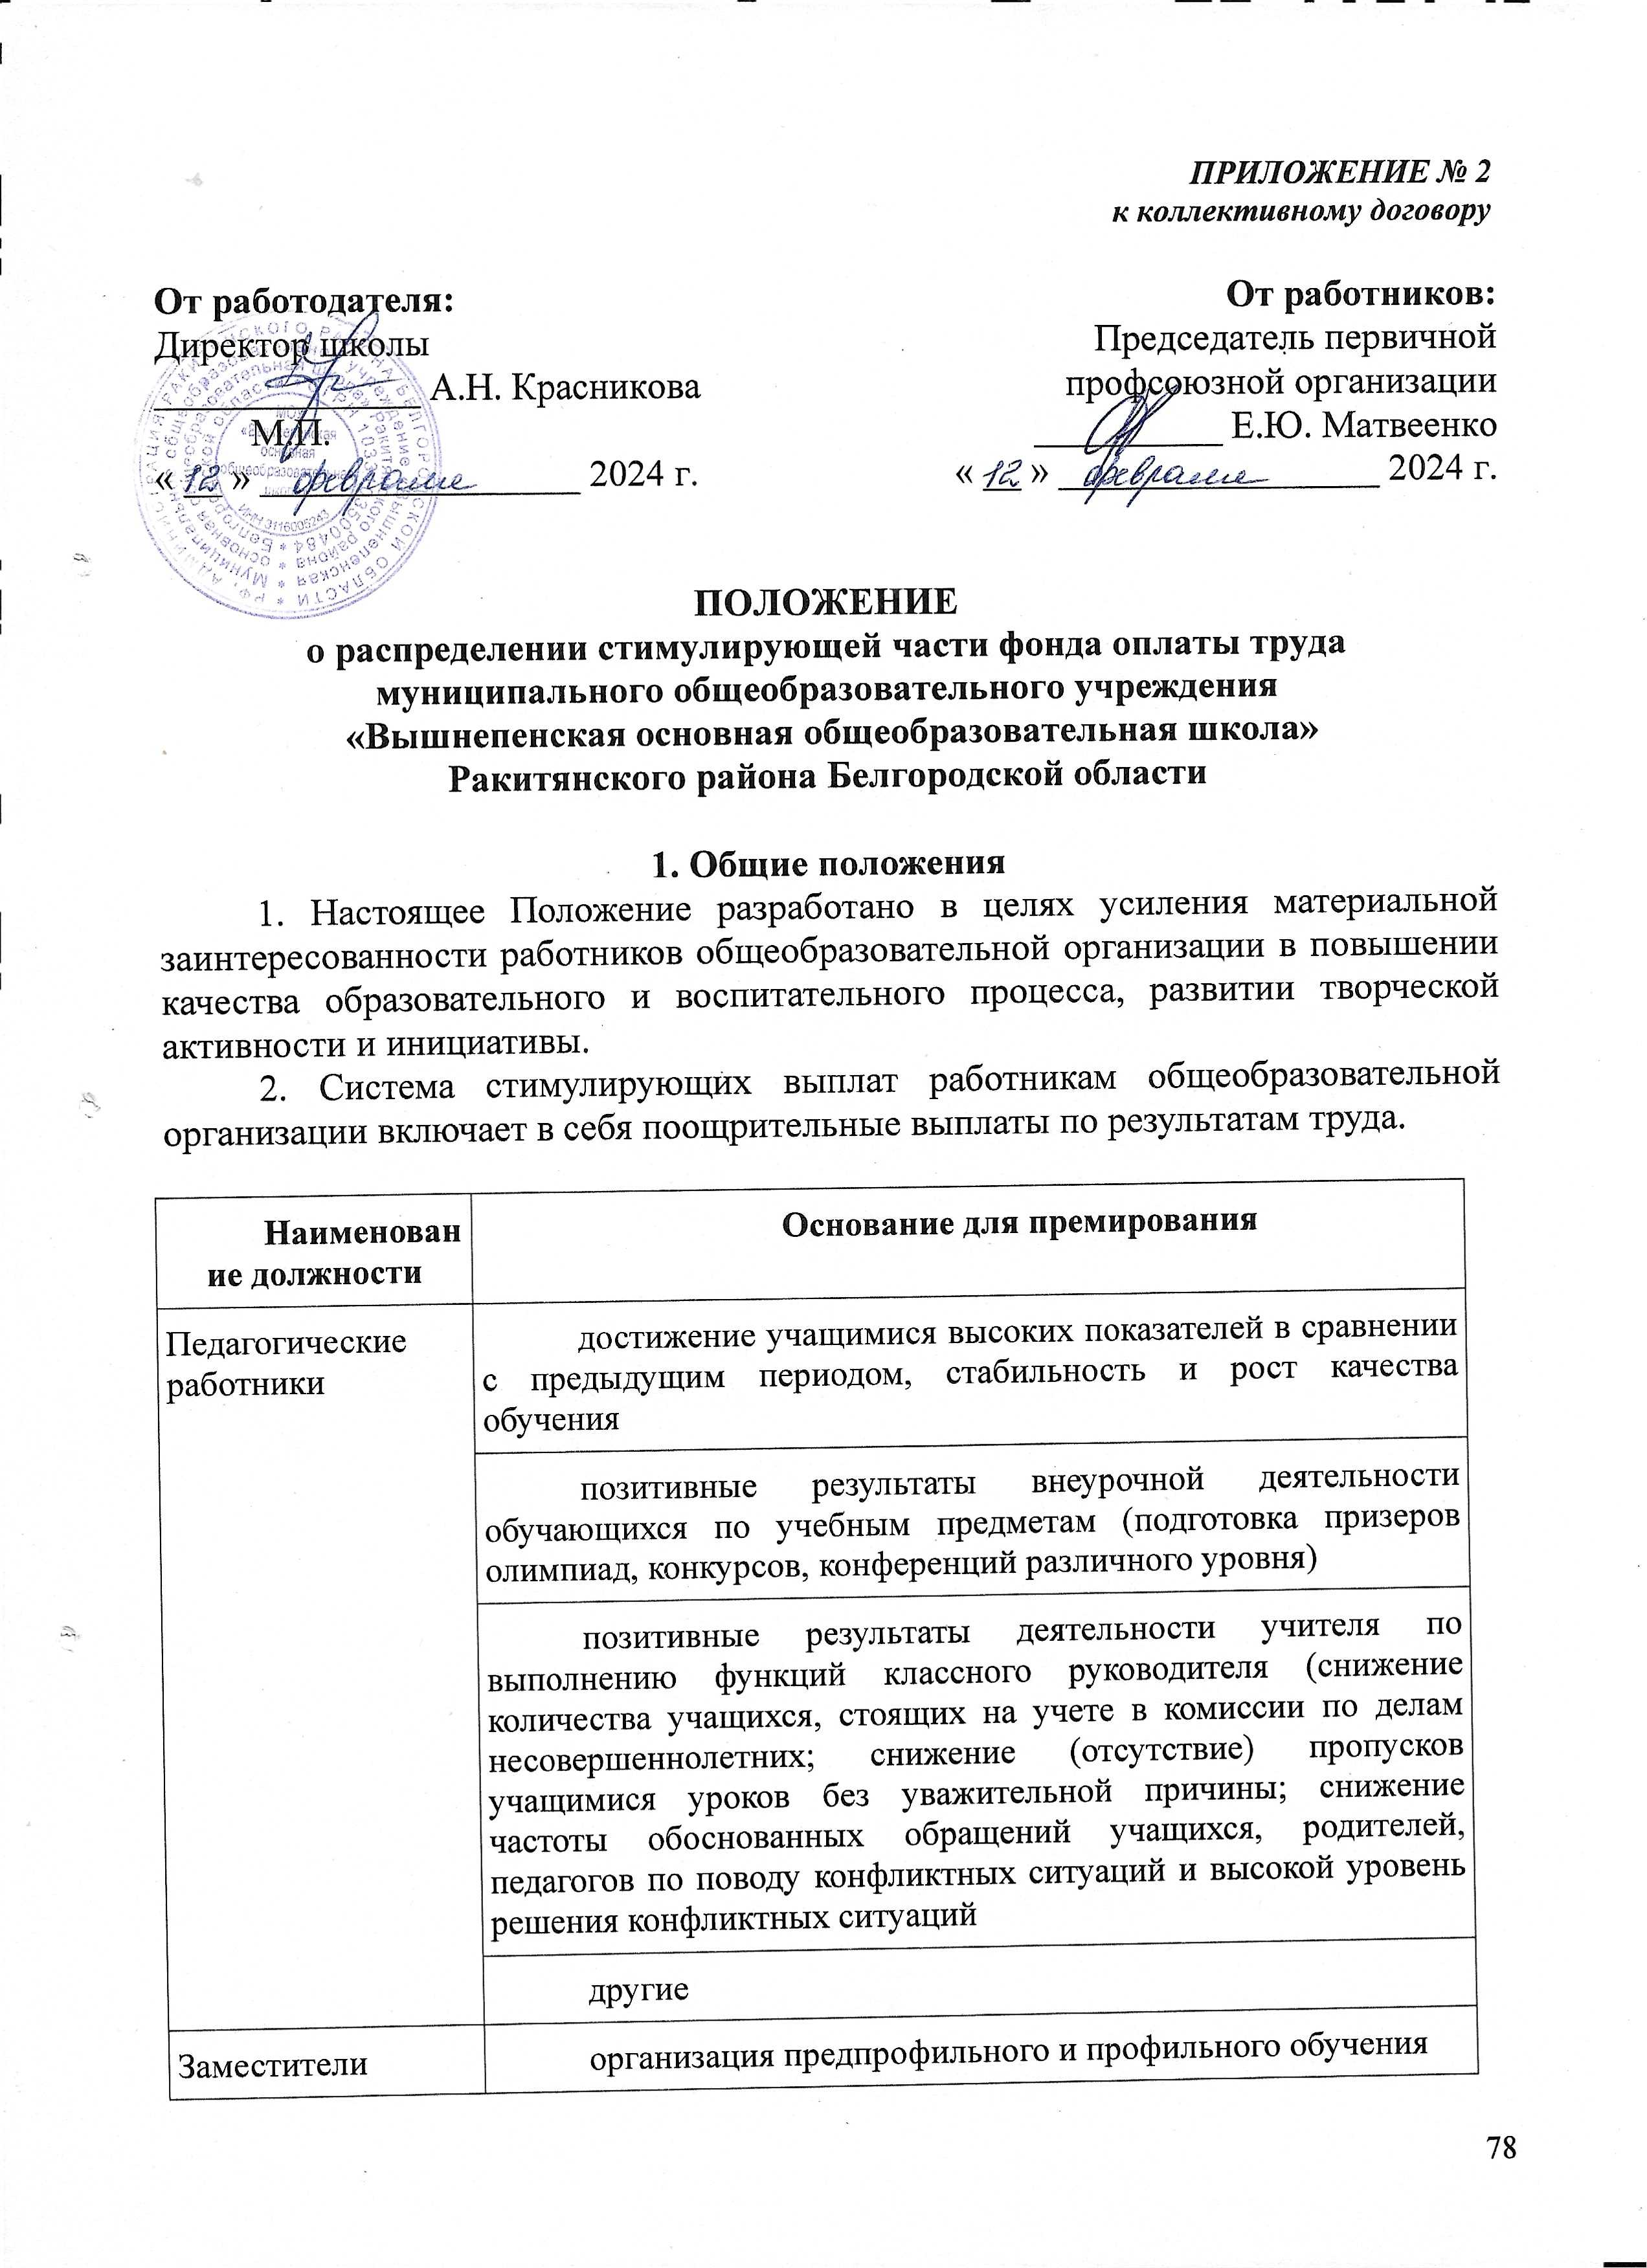 ПРИЛОЖЕНИЕ № 2
к коллективному договору
От работодателя:
Директор школы
А.Н. Красникова
М.П.
« 12 » февраля 2024 г.
От работников:
Председатель первичной
профсоюзной организации
Е.Ю. Матвеенко
« 12 » февраля 2024 г.
ПОЛОЖЕНИЕ
о распределении стимулирующей части фонда оплаты труда
муниципального общеобразовательного учреждения
«Вышнепенская основная общеобразовательная школа»
Ракитянского района Белгородской области
1. Общие положения
1. Настоящее Положение разработано в целях усиления материальной
заинтересованности работников общеобразовательной организации в повышении
качества образовательного и воспитательного процесса, развитии творческой
активности и инициативы.
2. Система стимулирующих выплат работникам общеобразовательной
организации включает в себя поощрительные выплаты по результатам труда.
Наименован
ие должности
Основание для премирования
Педагогические
работники
достижение учащимися высоких показателей в сравнении
с предыдущим периодом, стабильность и рост качества
обучения
позитивные результаты внеурочной деятельности
обучающихся по учебным предметам (подготовка призеров
олимпиад, конкурсов, конференций различного уровня)
позитивные результаты деятельности учителя по
выполнению функций классного руководителя (снижение
количества учащихся, стоящих на учете в комиссии по делам
несовершеннолетних; снижение (отсутствие) пропусков
учащимися уроков без уважительной причины; снижение
частоты обоснованных обращений учащихся, родителей,
педагогов по поводу конфликтных ситуаций и высокой уровень
решения конфликтных ситуаций
другие
Заместители
организация предпрофильного и профильного обучения
78